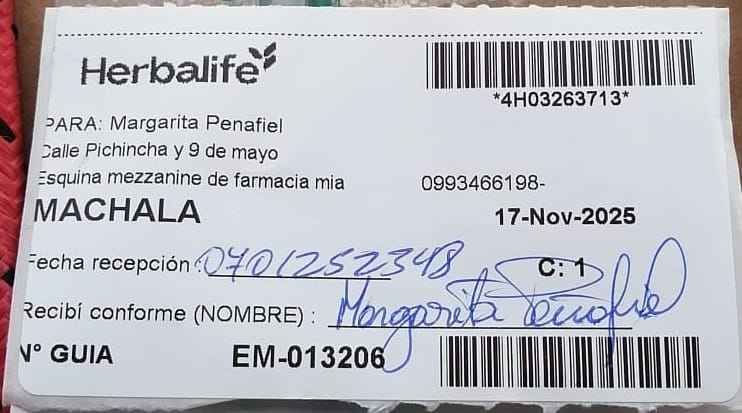 Herbalife
*4H03263713*
PARA: Margarita Penafiel
Calle Pichincha y 9 de mayo
Esquina mezzanine de farmacia mia 0993466198-
MACHALA 17-Nov-2025
Fecha recepción: 0701252348 C: 1
Recibí conforme (NOMBRE) : Margarita Peñafiel
N° GUIA EM-013206